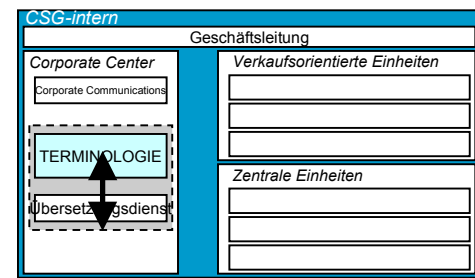 CSG-intern
Geschäftsleitung
Corporate Center
Corporate Communications
TERMINOLOGIE
Übersetzungsdienst
Verkaufsorientierte Einheiten
Zentrale Einheiten